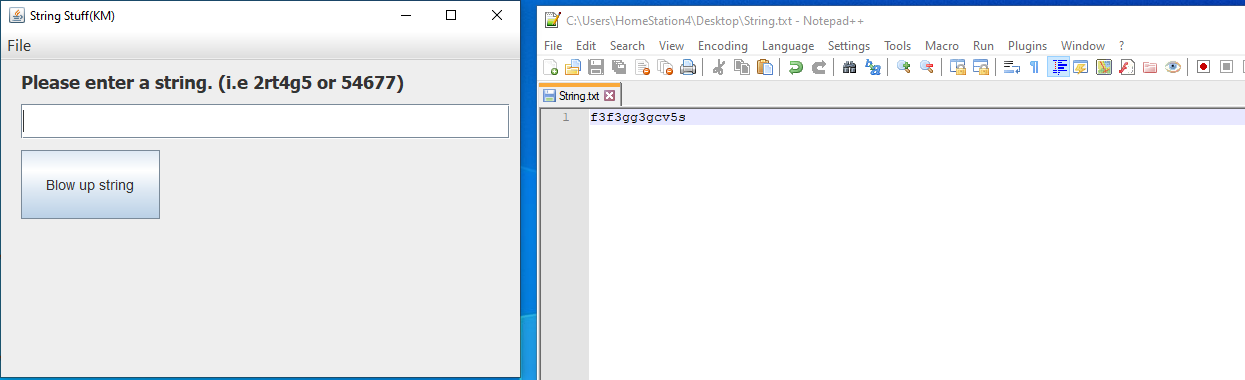 String Stuff(KM)
File
Please enter a string. (i.e 2rt4g5 or 54677)
Blow up string
C:\Users\HomeStation4\Desktop\String.txt - Notepad++
File Edit Search View Encoding Language Settings Tools Macro Run Plugins Window ?
String.txt
1 f3f3gg3gcv5s